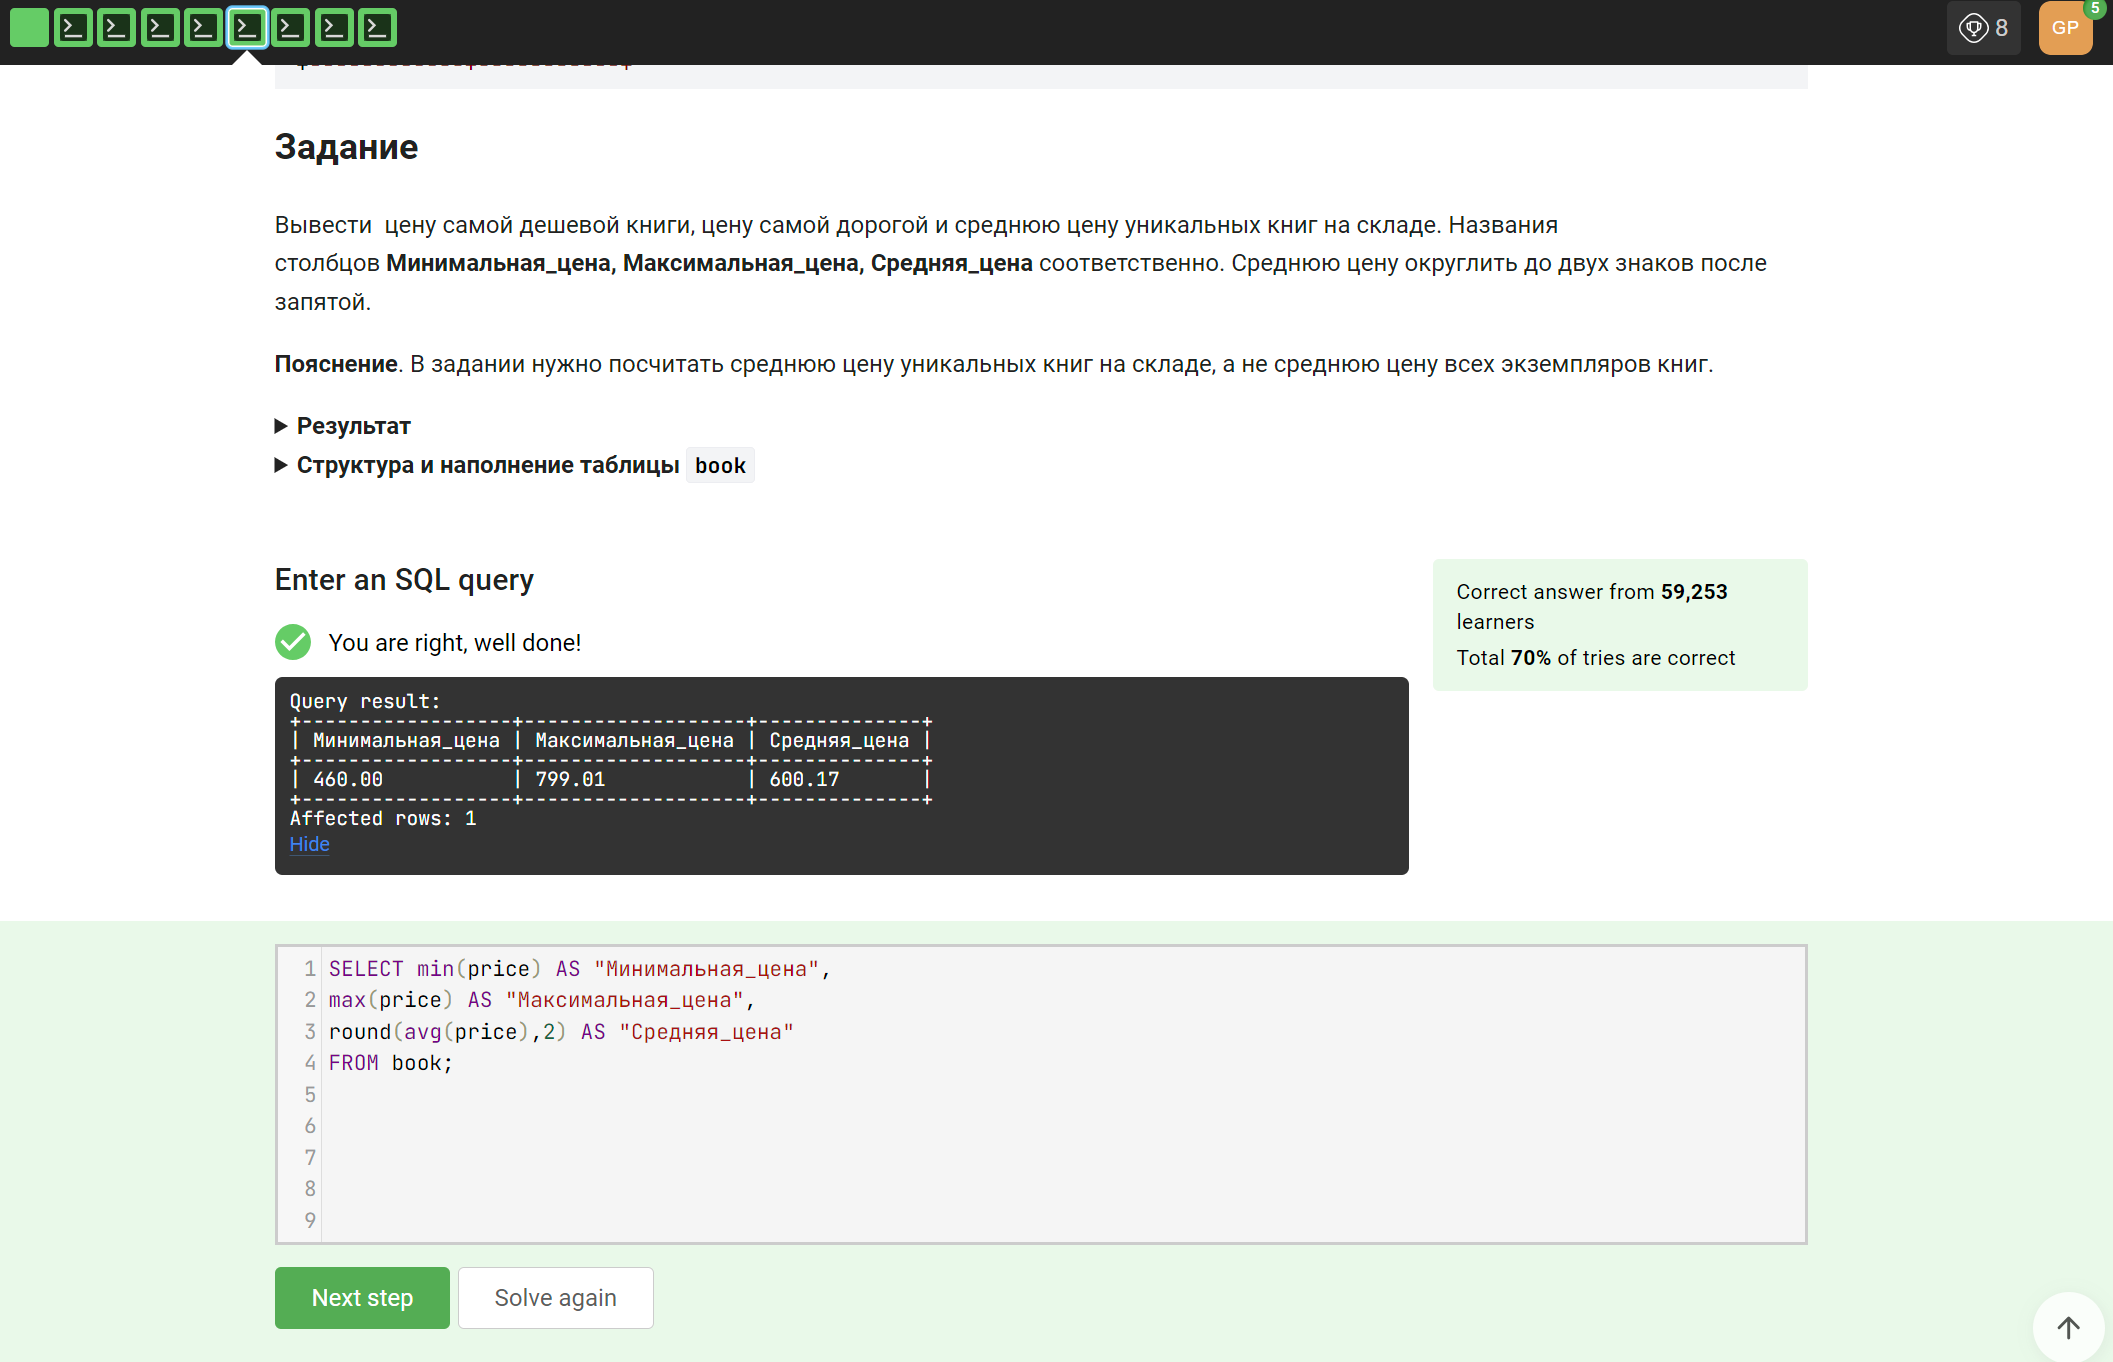 8
GP
5
Задание
Вывести  цену самой дешевой книги, цену самой дорогой и среднюю цену уникальных книг на складе. Названия
столбцов Минимальная_цена, Максимальная_цена, Средняя_цена соответственно. Среднюю цену округлить до двух знаков после
запятой.
Пояснение. В задании нужно посчитать среднюю цену уникальных книг на складе, а не среднюю цену всех экземпляров книг.
Результат
Структура и наполнение таблицы book
Enter an SQL query
You are right, well done!
Correct answer from 59,253
learners
Total 70% of tries are correct
Query result:
+------------------+-------------------+--------------+
| Минимальная_цена | Максимальная_цена | Средняя_цена |
+------------------+-------------------+--------------+
| 460.00           | 799.01            | 600.17       |
+------------------+-------------------+--------------+
Affected rows: 1
Hide
1 SELECT min(price) AS "Минимальная_цена",
2 max(price) AS "Максимальная_цена",
3 round(avg(price),2) AS "Средняя_цена"
4 FROM book;
5
6
7
8
9
Next step
Solve again